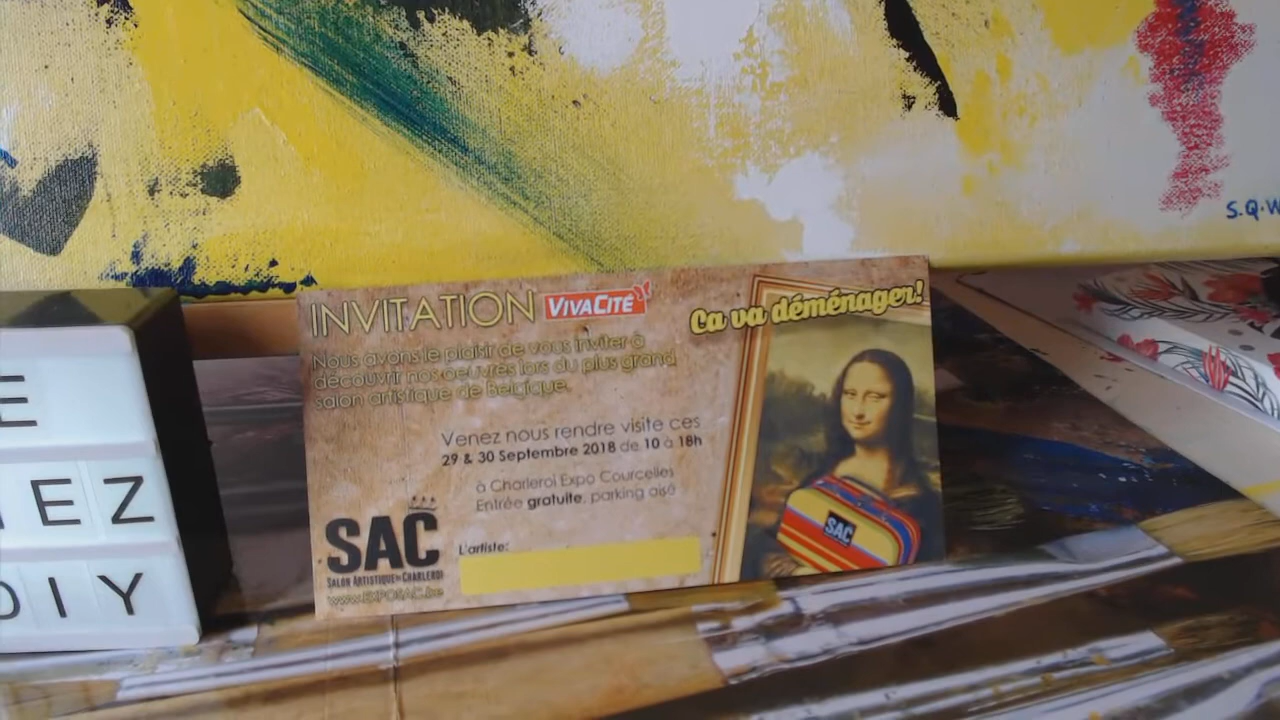 S.Q.W
INVITATION VIVACITÉ
Ca va déménager!
Nous avons le plaisir de vous inviter à
découvrir nos oeuvres lors du plus grand
salon artistique de Belgique.
Venez nous rendre visite ces
29 & 30 Septembre 2018 de 10 à 18h
à Charleroi Expo Courcelles
Entrée gratuite, parking aisé
SAC
SALON ARTISTIQUE DE CHARLEROI
www.EXPOSAC.be
L'artiste:
SAC
E
EZ
DIY